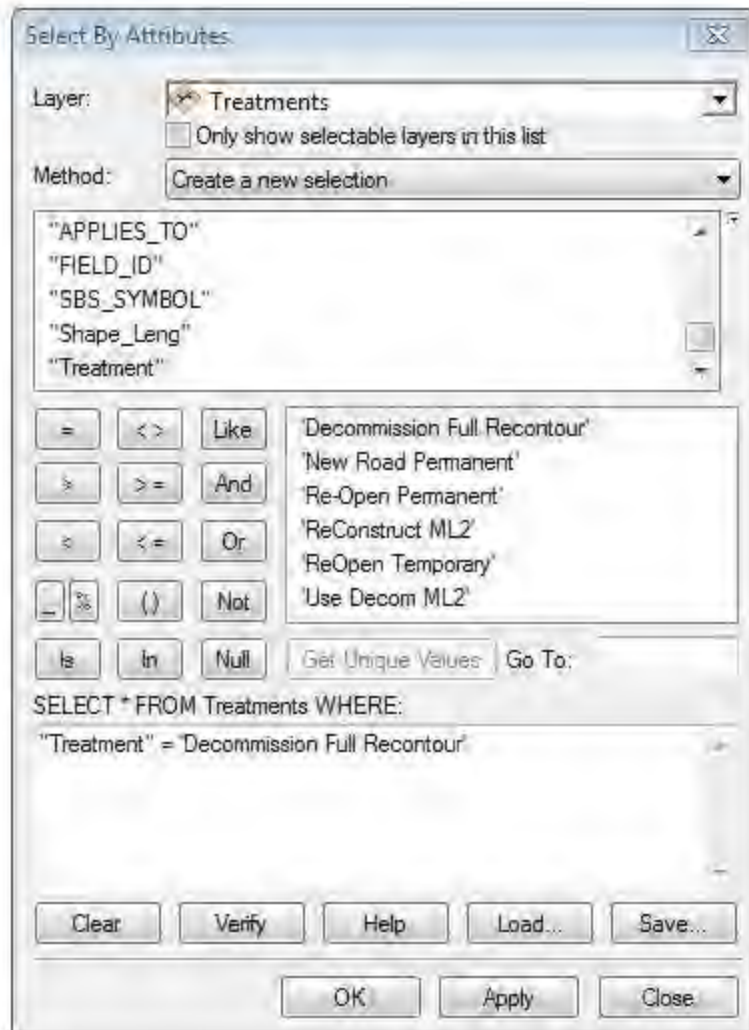 Select By Attributes
Layer: Treatments
Only show selectable layers in this list
Method: Create a new selection
"APPLIES_TO"
"FIELD_ID"
"SBS_SYMBOL"
"Shape_Leng"
"Treatment"
= < > Like
> > = And
< < = Or
_ % () Not
Is In Null
'Decommission Full Recontour'
'New Road Permanent'
'Re-Open Permanent'
'ReConstruct ML2'
'ReOpen Temporary'
'Use Decom ML2'
Get Unique Values Go To:
SELECT * FROM Treatments WHERE:
"Treatment" = 'Decommission Full Recontour'
Clear Verify Help Load... Save...
OK Apply Close